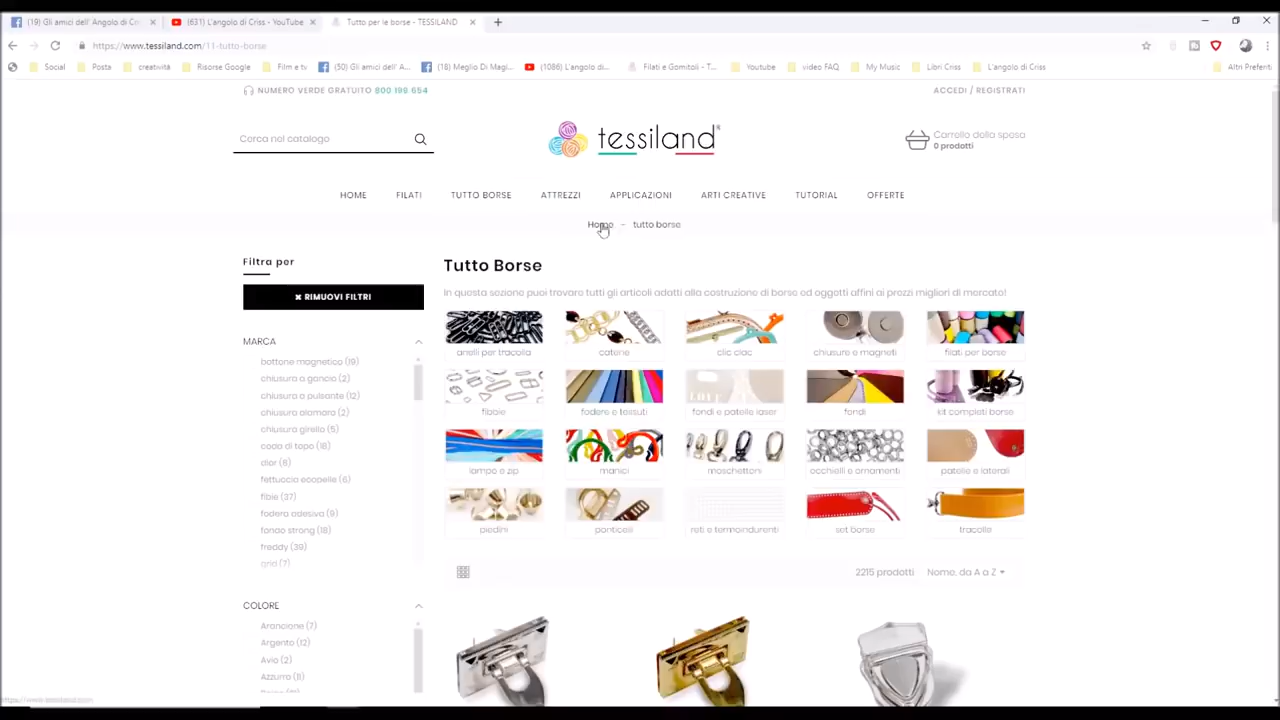 (19) Gli amici dell' Angolo di Cri
(631) L'angolo di Criss - YouTube
Tutto per le borse - TESSILAND
https://www.tessiland.com/11-tutto-borse
Social
Posta
creatività
Risorse Google
Film e tv
(50) Gli amici dell' A...
(18) Meglio Di Magi...
(1086) L'angolo di...
Filati e Gomitoli - T...
Youtube
video FAQ
My Music
Libri Criss
L'angolo di Criss
Altri Preferiti
NUMERO VERDE GRATUITO 800 198 654
ACCEDI / REGISTRATI
Cerca nel catalogo
tessiland®
Carrello della spesa
0 prodotti
HOME FILATI TUTTO BORSE ATTREZZI APPLICAZIONI ARTI CREATIVE TUTORIAL OFFERTE
Home - tutto borse
Filtra per
✖ RIMUOVI FILTRI
MARCA
bottone magnetico (19)
chiusura a gancio (2)
chiusura a pulsante (12)
chiusura alamara (2)
chiusura girello (5)
coda di topo (18)
dior (8)
fettuccia ecopelle (6)
fibie (37)
fodera adesiva (9)
fondo strong (18)
freddy (39)
grid (7)
COLORE
Arancione (7)
Argento (12)
Avio (2)
Azzurro (11)
Tutto Borse
In questa sezione puoi trovare tutti gli articoli adatti alla costruzione di borse ed oggetti affini ai prezzi migliori di mercato!
anelli per tracolla catene clic clac chiusure e magneti filati per borse
fibbie fodere e tessuti fondi e patelle laser fondi kit completi borse
lampo e zip manici moschettoni occhielli e ornamenti patelle e laterali
piedini ponticelli reti e termoindurenti set borse tracolle
2215 prodotti Nome, da A a Z